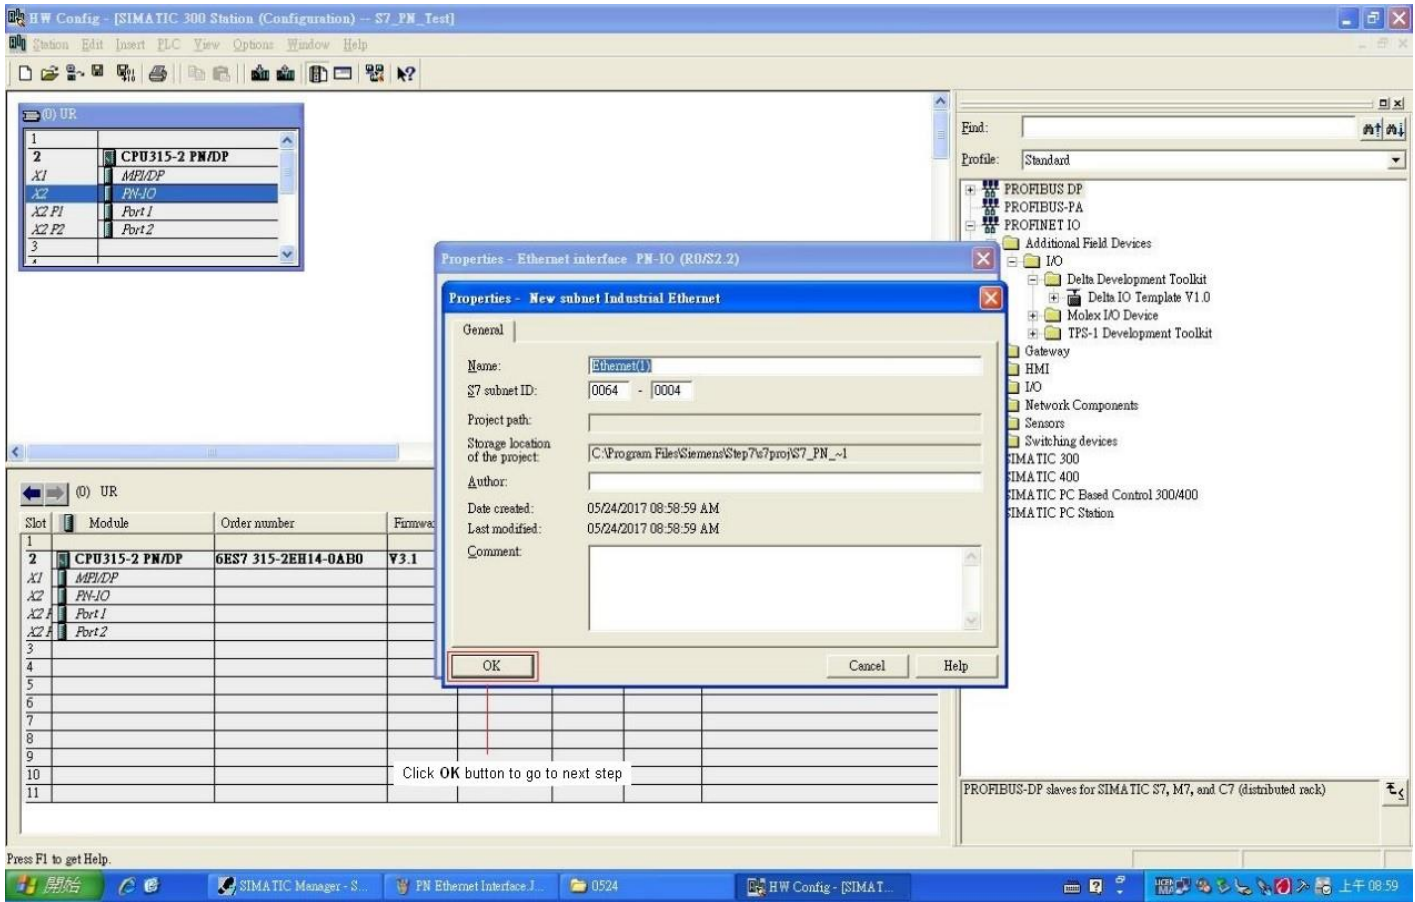 HW Config - [SIMATIC 300 Station (Configuration) -- S7_PN_Test]
Station Edit Insert PLC View Options Window Help
(0) UR
1
2 CPU315-2 PN/DP
X1 MPI/DP
X2 PN-IO
X2 P1 Port 1
X2 P2 Port 2
3
4
Find:
Profile: Standard
PROFIBUS DP
PROFIBUS-PA
PROFINET IO
Additional Field Devices
I/O
Delta Development Toolkit
Delta IO Template V1.0
Molex I/O Device
TPS-1 Development Toolkit
Gateway
HMI
I/O
Network Components
Sensors
Switching devices
SIMATIC 300
SIMATIC 400
SIMATIC PC Based Control 300/400
SIMATIC PC Station
Properties - Ethernet interface PN-IO (R0/S2.2)
Properties - New subnet Industrial Ethernet
General
Name: Ethernet(1)
S7 subnet ID: 0064 - 0004
Project path:
Storage location
of the project: C:\Program Files\Siemens\Step7\s7proj\S7_PN_~1
Author:
Date created: 05/24/2017 08:58:59 AM
Last modified: 05/24/2017 08:58:59 AM
Comment:
OK Cancel Help
Click OK button to go to next step
(0) UR
Slot Module Order number Firmwa
1
2 CPU315-2 PN/DP 6ES7 315-2EH14-0AB0 V3.1
X1 MPI/DP
X2 PN-IO
X2 P Port 1
X2 P Port 2
3
4
5
6
7
8
9
10
11
PROFIBUS-DP slaves for SIMATIC S7, M7, and C7 (distributed rack)
Press F1 to get Help.
開始 SIMATIC Manager - S... PN Ethernet Interface.J... 0524 HW Config - [SIMAT... 上午 08:59